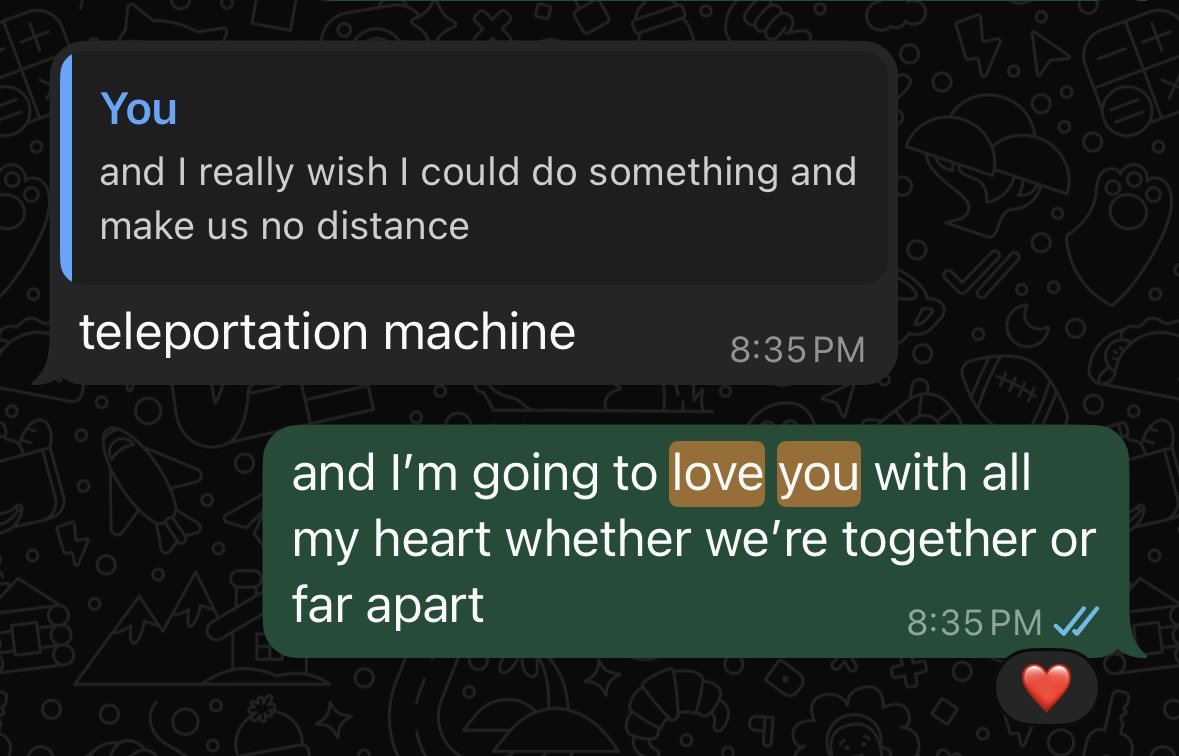 You
and I really wish I could do something and
make us no distance
teleportation machine
8:35 PM
and I’m going to love you with all
my heart whether we’re together or
far apart
8:35 PM